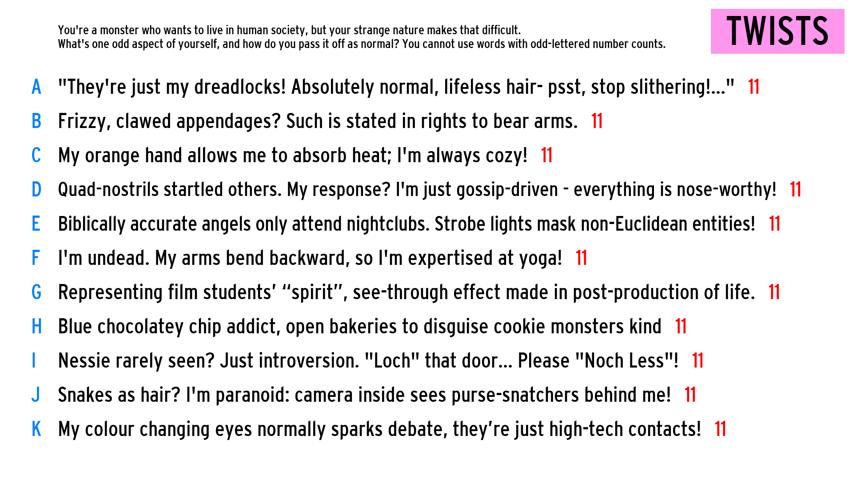 You're a monster who wants to live in human society, but your strange nature makes that difficult.
What's one odd aspect of yourself, and how do you pass it off as normal? You cannot use words with odd-lettered number counts.
TWISTS
A "They're just my dreadlocks! Absolutely normal, lifeless hair- psst, stop slithering!..." 11
B Frizzy, clawed appendages? Such is stated in rights to bear arms. 11
C My orange hand allows me to absorb heat; I'm always cozy! 11
D Quad-nostrils startled others. My response? I'm just gossip-driven - everything is nose-worthy! 11
E Biblically accurate angels only attend nightclubs. Strobe lights mask non-Euclidean entities! 11
F I'm undead. My arms bend backward, so I'm expertised at yoga! 11
G Representing film students’ “spirit”, see-through effect made in post-production of life. 11
H Blue chocolatey chip addict, open bakeries to disguise cookie monsters kind 11
I Nessie rarely seen? Just introversion. "Loch" that door... Please "Noch Less"! 11
J Snakes as hair? I'm paranoid: camera inside sees purse-snatchers behind me! 11
K My colour changing eyes normally sparks debate, they’re just high-tech contacts! 11